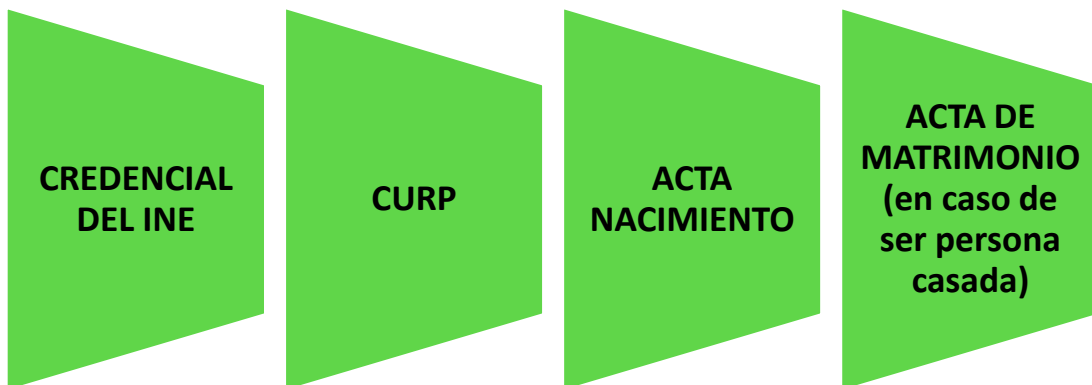 CREDENCIAL
DEL INE
CURP
ACTA
NACIMIENTO
ACTA DE
MATRIMONIO
(en caso de
ser persona
casada)